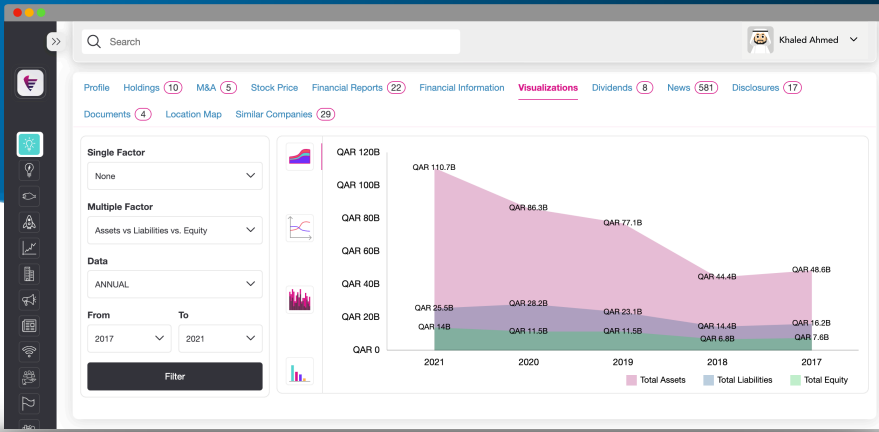 Search
Khaled Ahmed
Profile Holdings 10 M&A 5 Stock Price Financial Reports 22 Financial Information Visualizations Dividends 8 News 581 Disclosures 17
Documents 4 Location Map Similar Companies 29
Single Factor
None
Multiple Factor
Assets vs Liabilities vs. Equity
Data
ANNUAL
From To
2017 2021
Filter
QAR 120B
QAR 100B
QAR 80B
QAR 60B
QAR 40B
QAR 20B
QAR 0
QAR 110.7B
QAR 86.3B
QAR 77.1B
QAR 44.4B
QAR 48.6B
QAR 25.5B
QAR 28.2B
QAR 23.1B
QAR 14.4B
QAR 16.2B
QAR 14B
QAR 11.5B
QAR 11.5B
QAR 6.8B
QAR 7.6B
2021 2020 2019 2018 2017
Total Assets Total Liabilities Total Equity